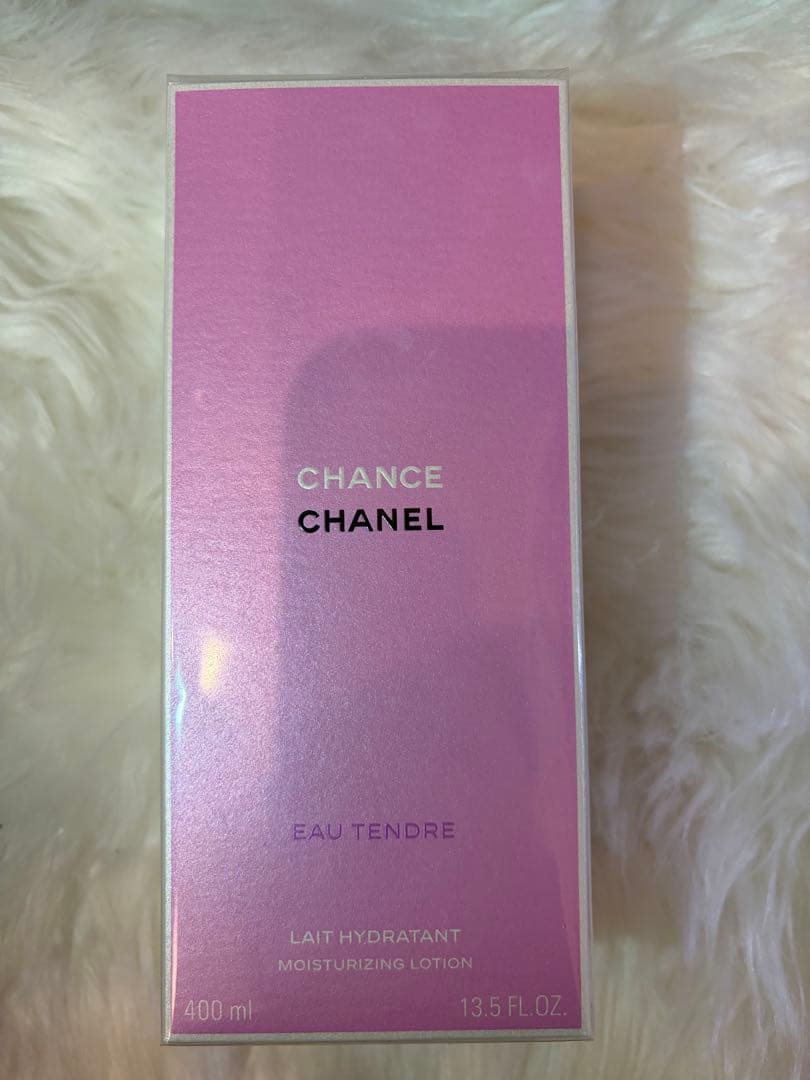 CHANCE
CHANEL
EAU TENDRE
LAIT HYDRATANT
MOISTURIZING LOTION
400 ml 13.5 FL.OZ.